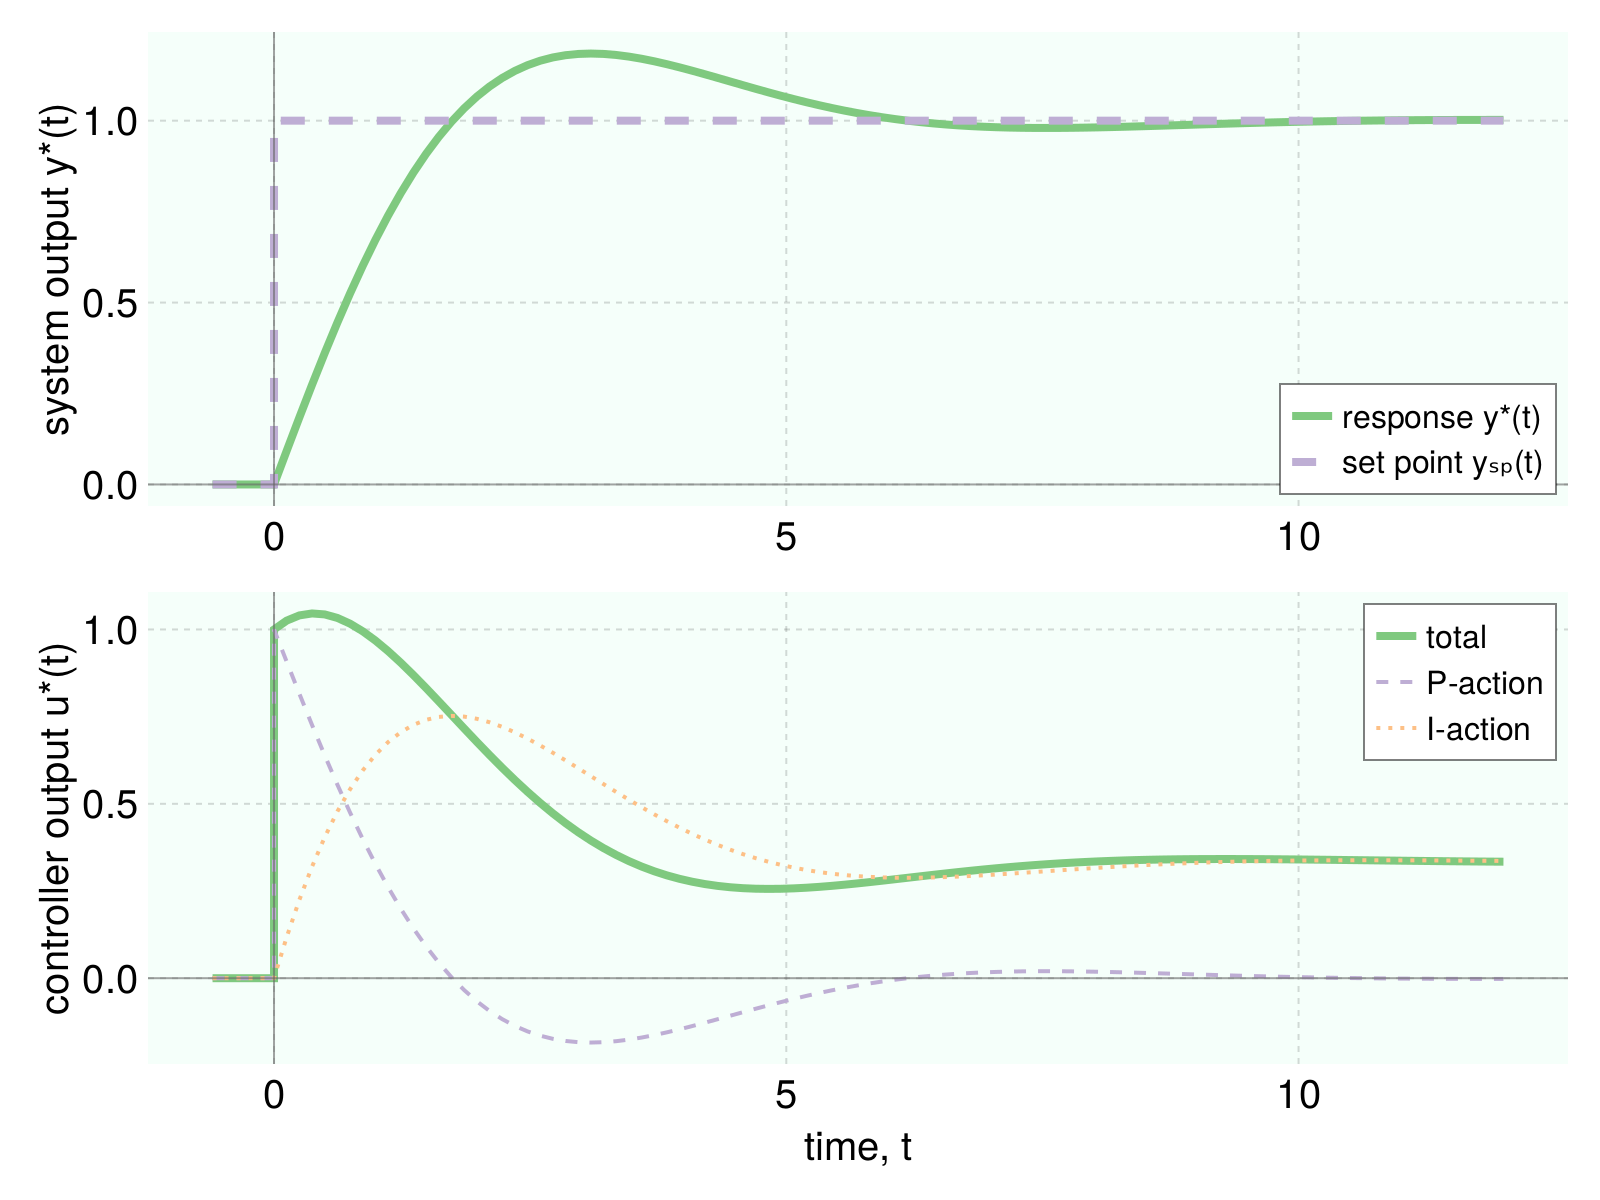 system output y*(t)
1.0
0.5
0.0
response y*(t)
set point yₛₚ(t)
0
5
10
controller output u*(t)
1.0
0.5
0.0
total
P-action
I-action
0
5
10
time, t